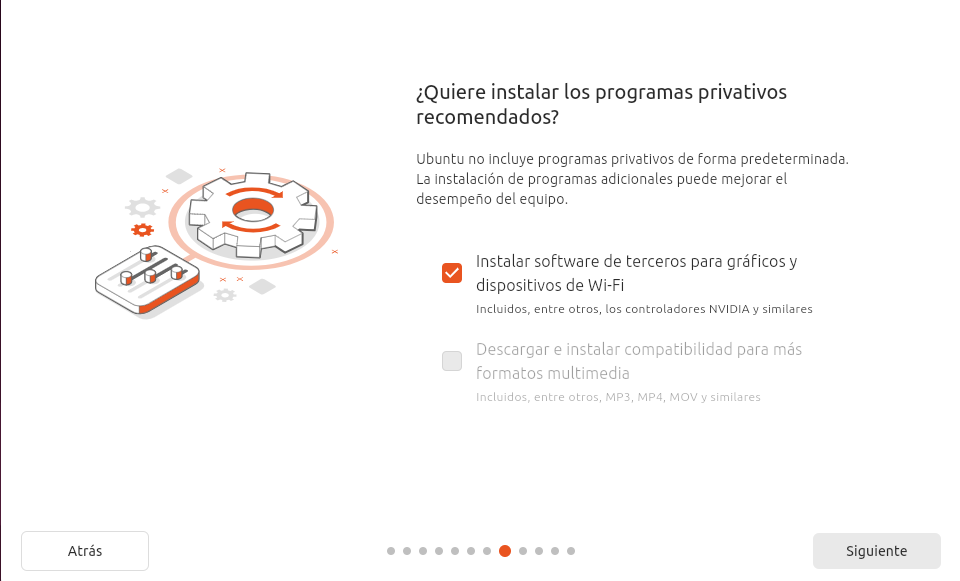 ¿Quiere instalar los programas privativos
recomendados?
Ubuntu no incluye programas privativos de forma predeterminada.
La instalación de programas adicionales puede mejorar el
desempeño del equipo.
Instalar software de terceros para gráficos y
dispositivos de Wi-Fi
Incluidos, entre otros, los controladores NVIDIA y similares
Descargar e instalar compatibilidad para más
formatos multimedia
Incluidos, entre otros, MP3, MP4, MOV y similares
Atrás
Siguiente